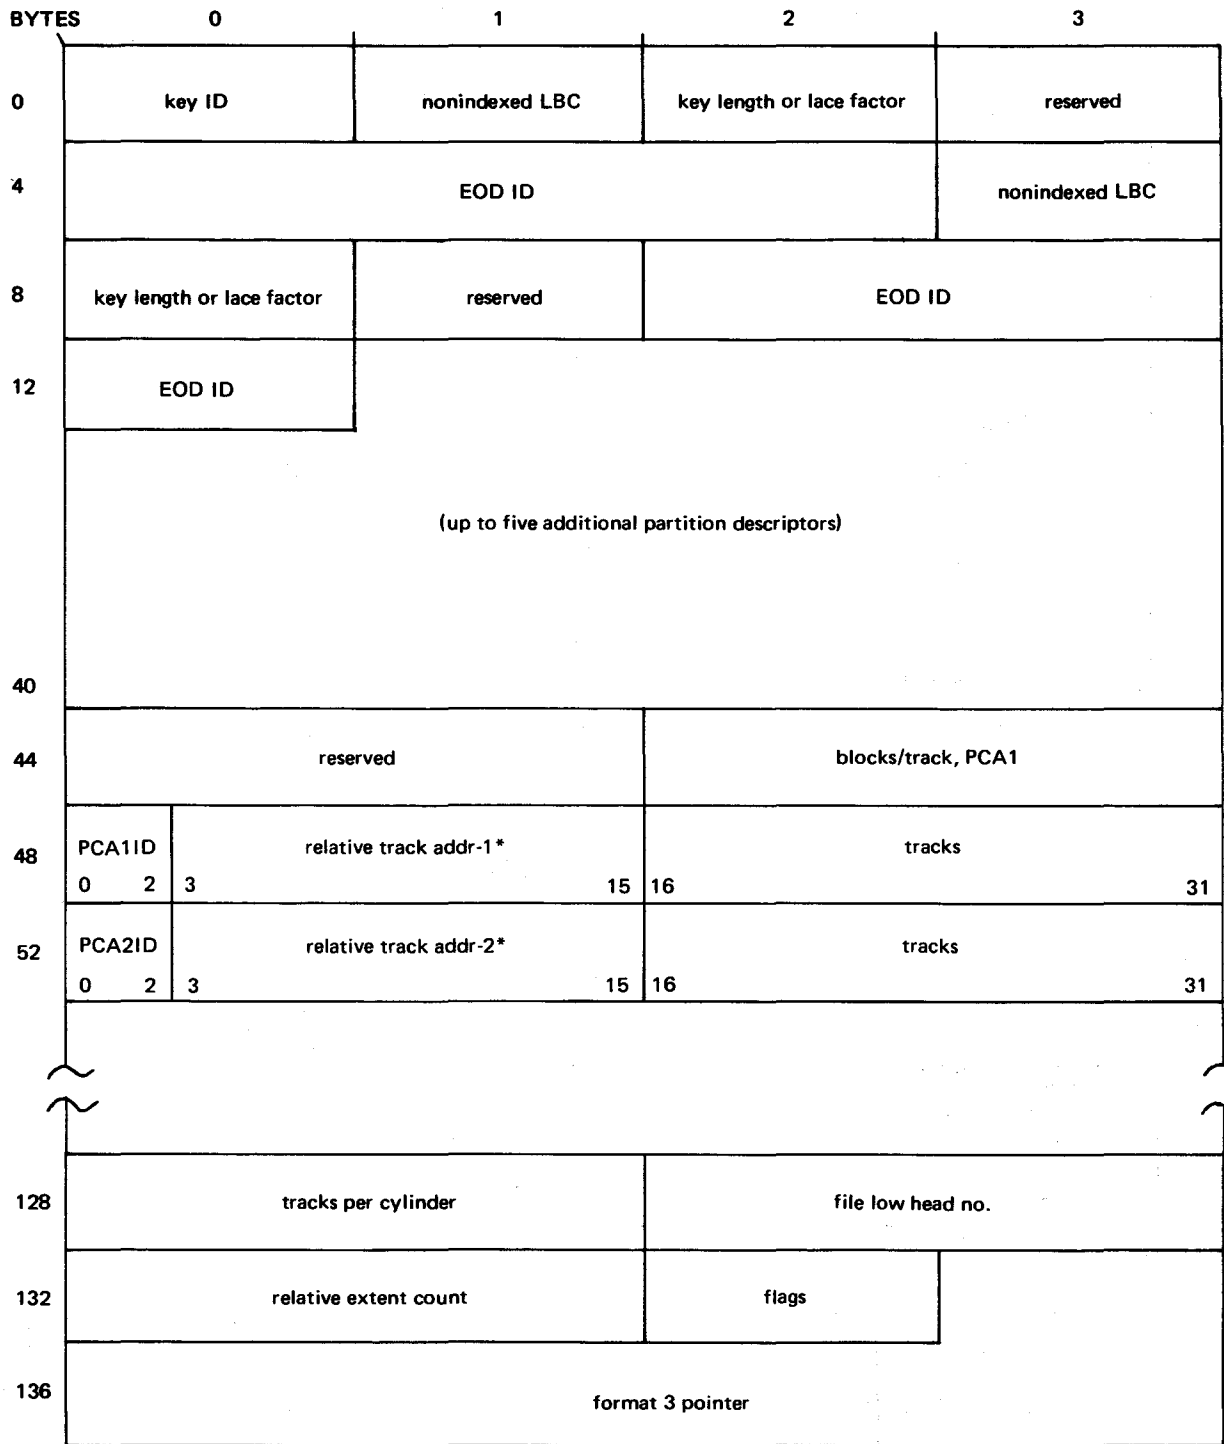 BYTES 0 1 2 3
0 key ID nonindexed LBC key length or lace factor reserved
4 EOD ID nonindexed LBC
8 key length or lace factor reserved EOD ID
12 EOD ID
(up to five additional partition descriptors)
40
44 reserved blocks/track, PCA1
48 PCA1ID relative track addr-1* tracks
0 2 3 15 16 31
52 PCA2ID relative track addr-2* tracks
0 2 3 15 16 31
128 tracks per cylinder file low head no.
132 relative extent count flags
136 format 3 pointer